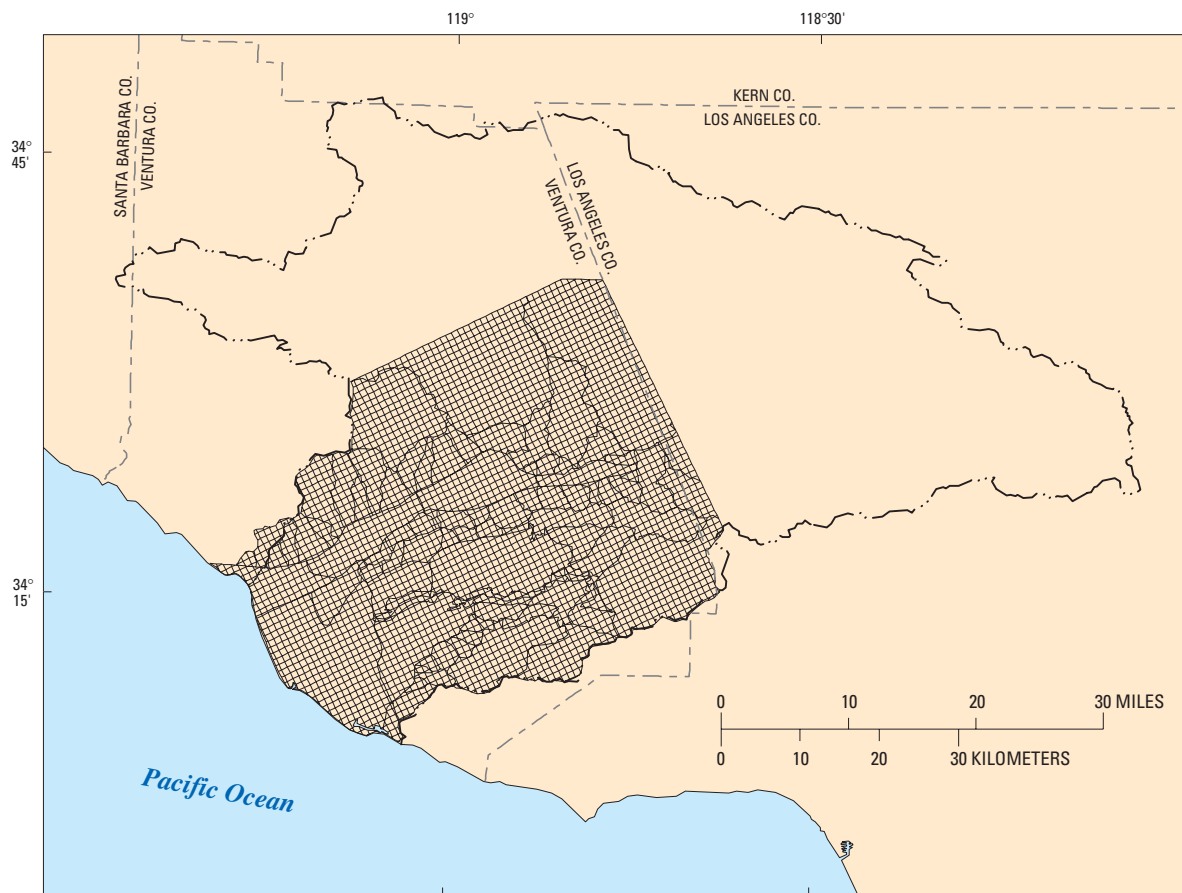 119°
118°30'
KERN CO.
LOS ANGELES CO.
SANTA BARBARA CO.
VENTURA CO.
34°
45'
LOS ANGELES CO.
VENTURA CO.
34°
15'
0 10 20 30 MILES
0 10 20 30 KILOMETERS
Pacific Ocean